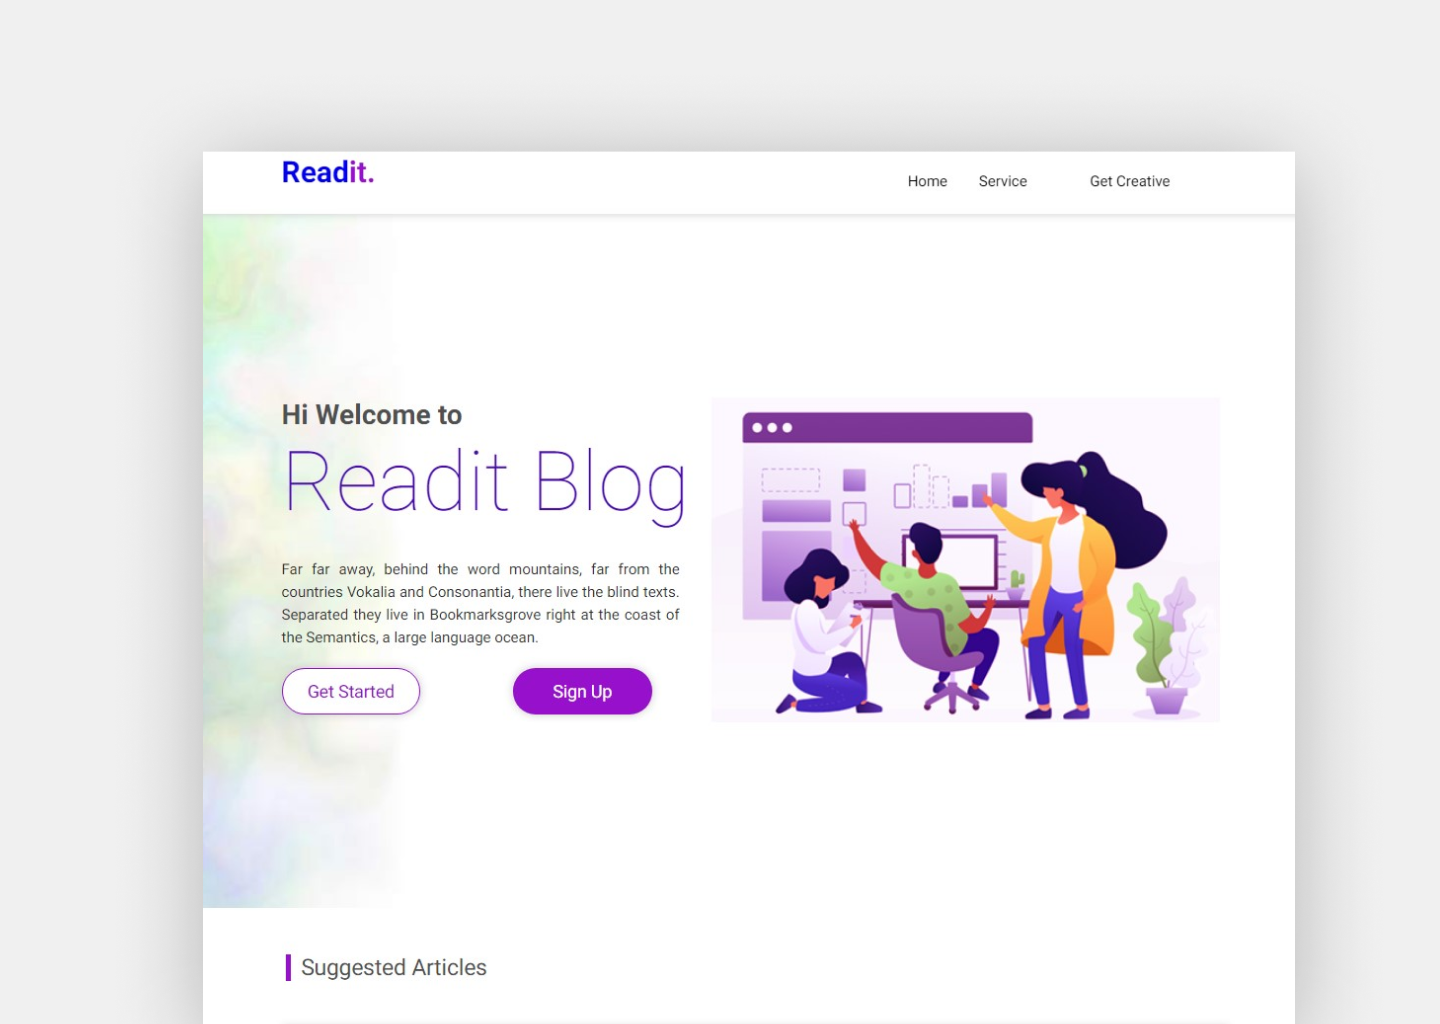 Readit.
Home Service Get Creative
Hi Welcome to
Readit Blog
Far far away, behind the word mountains, far from the
countries Vokalia and Consonantia, there live the blind texts.
Separated they live in Bookmarksgrove right at the coast of
the Semantics, a large language ocean.
Get Started Sign Up
Suggested Articles